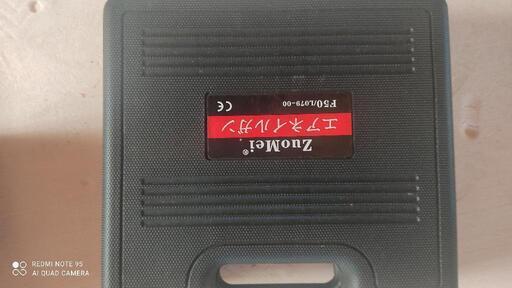 ZuoMei®
エアネイルガン
F50/L079-00
CE
REDMI NOTE 9S
AI QUAD CAMERA